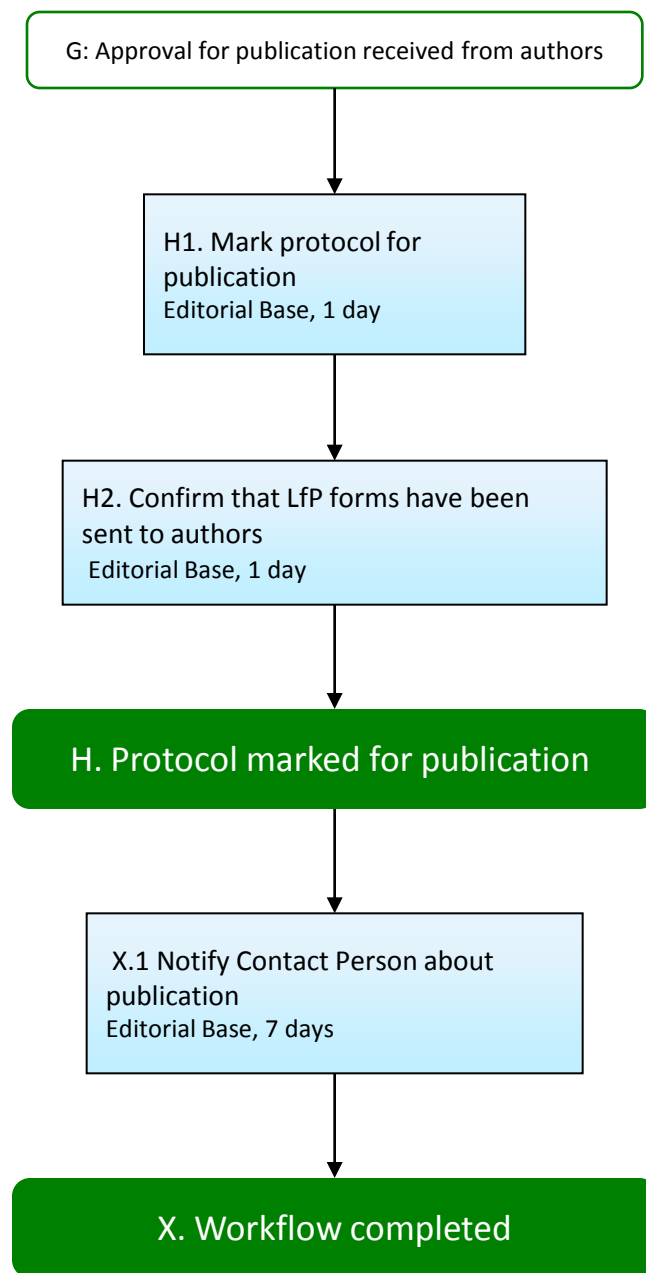 G: Approval for publication received from authors
H1. Mark protocol for
publication
Editorial Base, 1 day
H2. Confirm that LfP forms have been
sent to authors
Editorial Base, 1 day
H. Protocol marked for publication
X.1 Notify Contact Person about
publication
Editorial Base, 7 days
X. Workflow completed